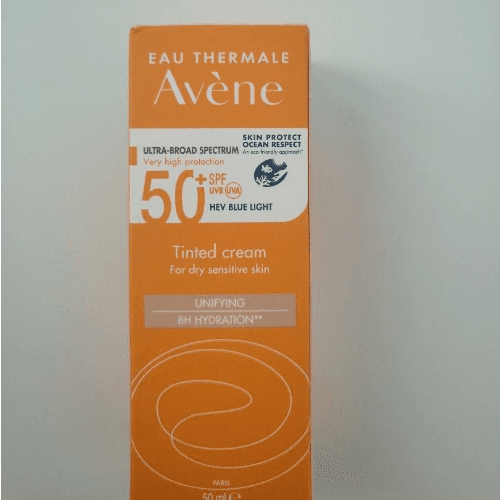 EAU THERMALE
Avène
SKIN PROTECT
OCEAN RESPECT
An eco-friendly approach*
ULTRA-BROAD SPECTRUM
Very high protection
50+ SPF
UVB UVA
HEV BLUE LIGHT
Tinted cream
For dry sensitive skin
UNIFYING
8H HYDRATION**
PARIS
50 ml e